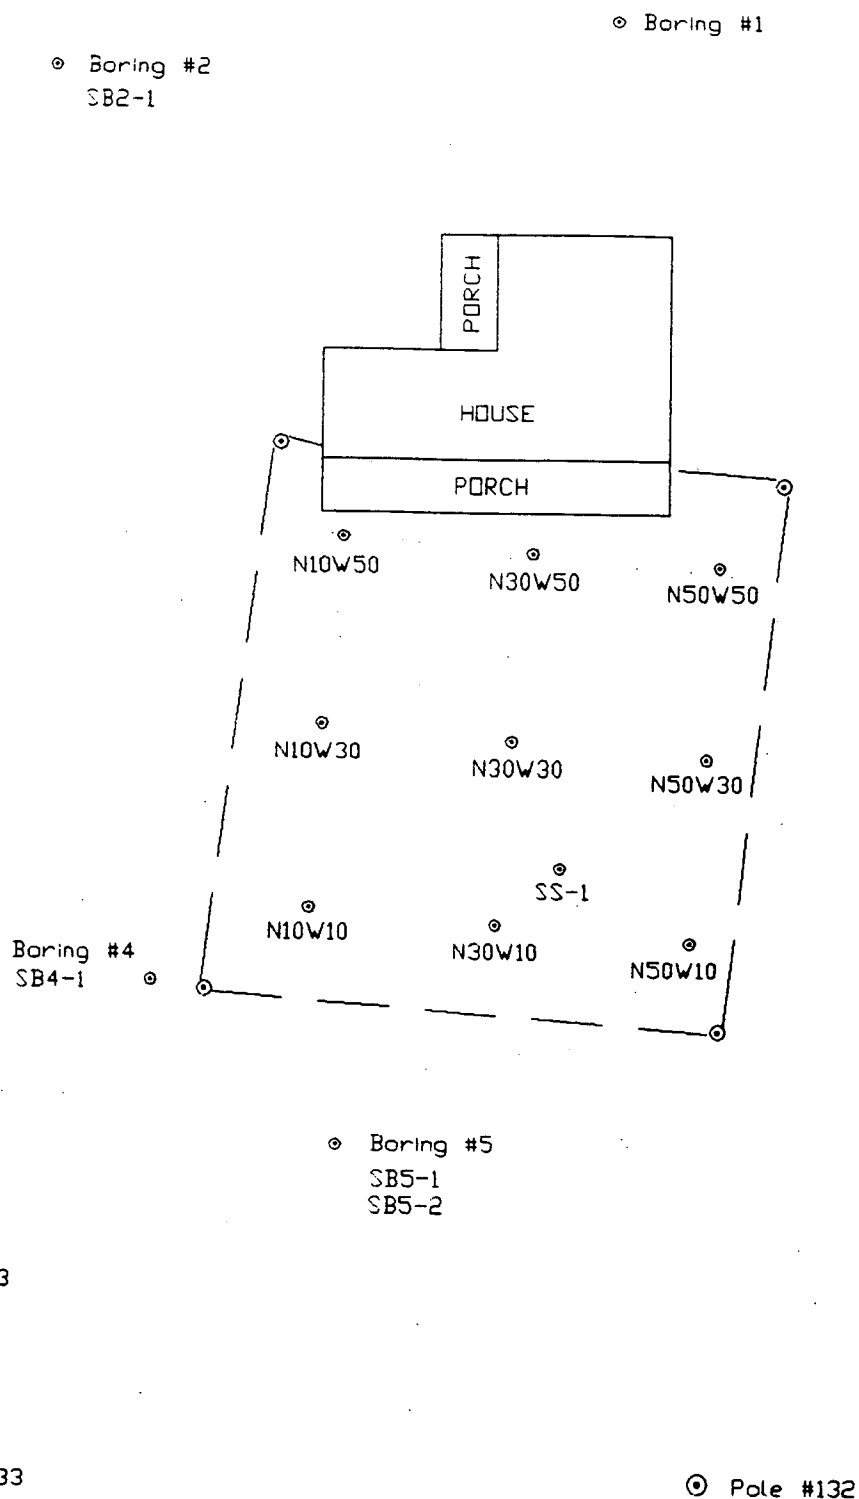 Boring #1
Boring #2
SB2-1
PORCH
HOUSE
PORCH
N10W50
N30W50
N50W50
N10W30
N30W30
N50W30
SS-1
N10W10
N30W10
N50W10
Boring #4
SB4-1
Boring #5
SB5-1
SB5-2
3
33
Pole #132